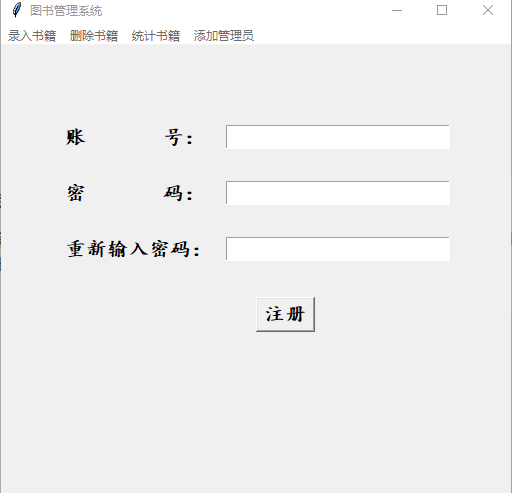 图书管理系统
录入书籍 删除书籍 统计书籍 添加管理员
账 号：
密 码：
重新输入密码：
注册